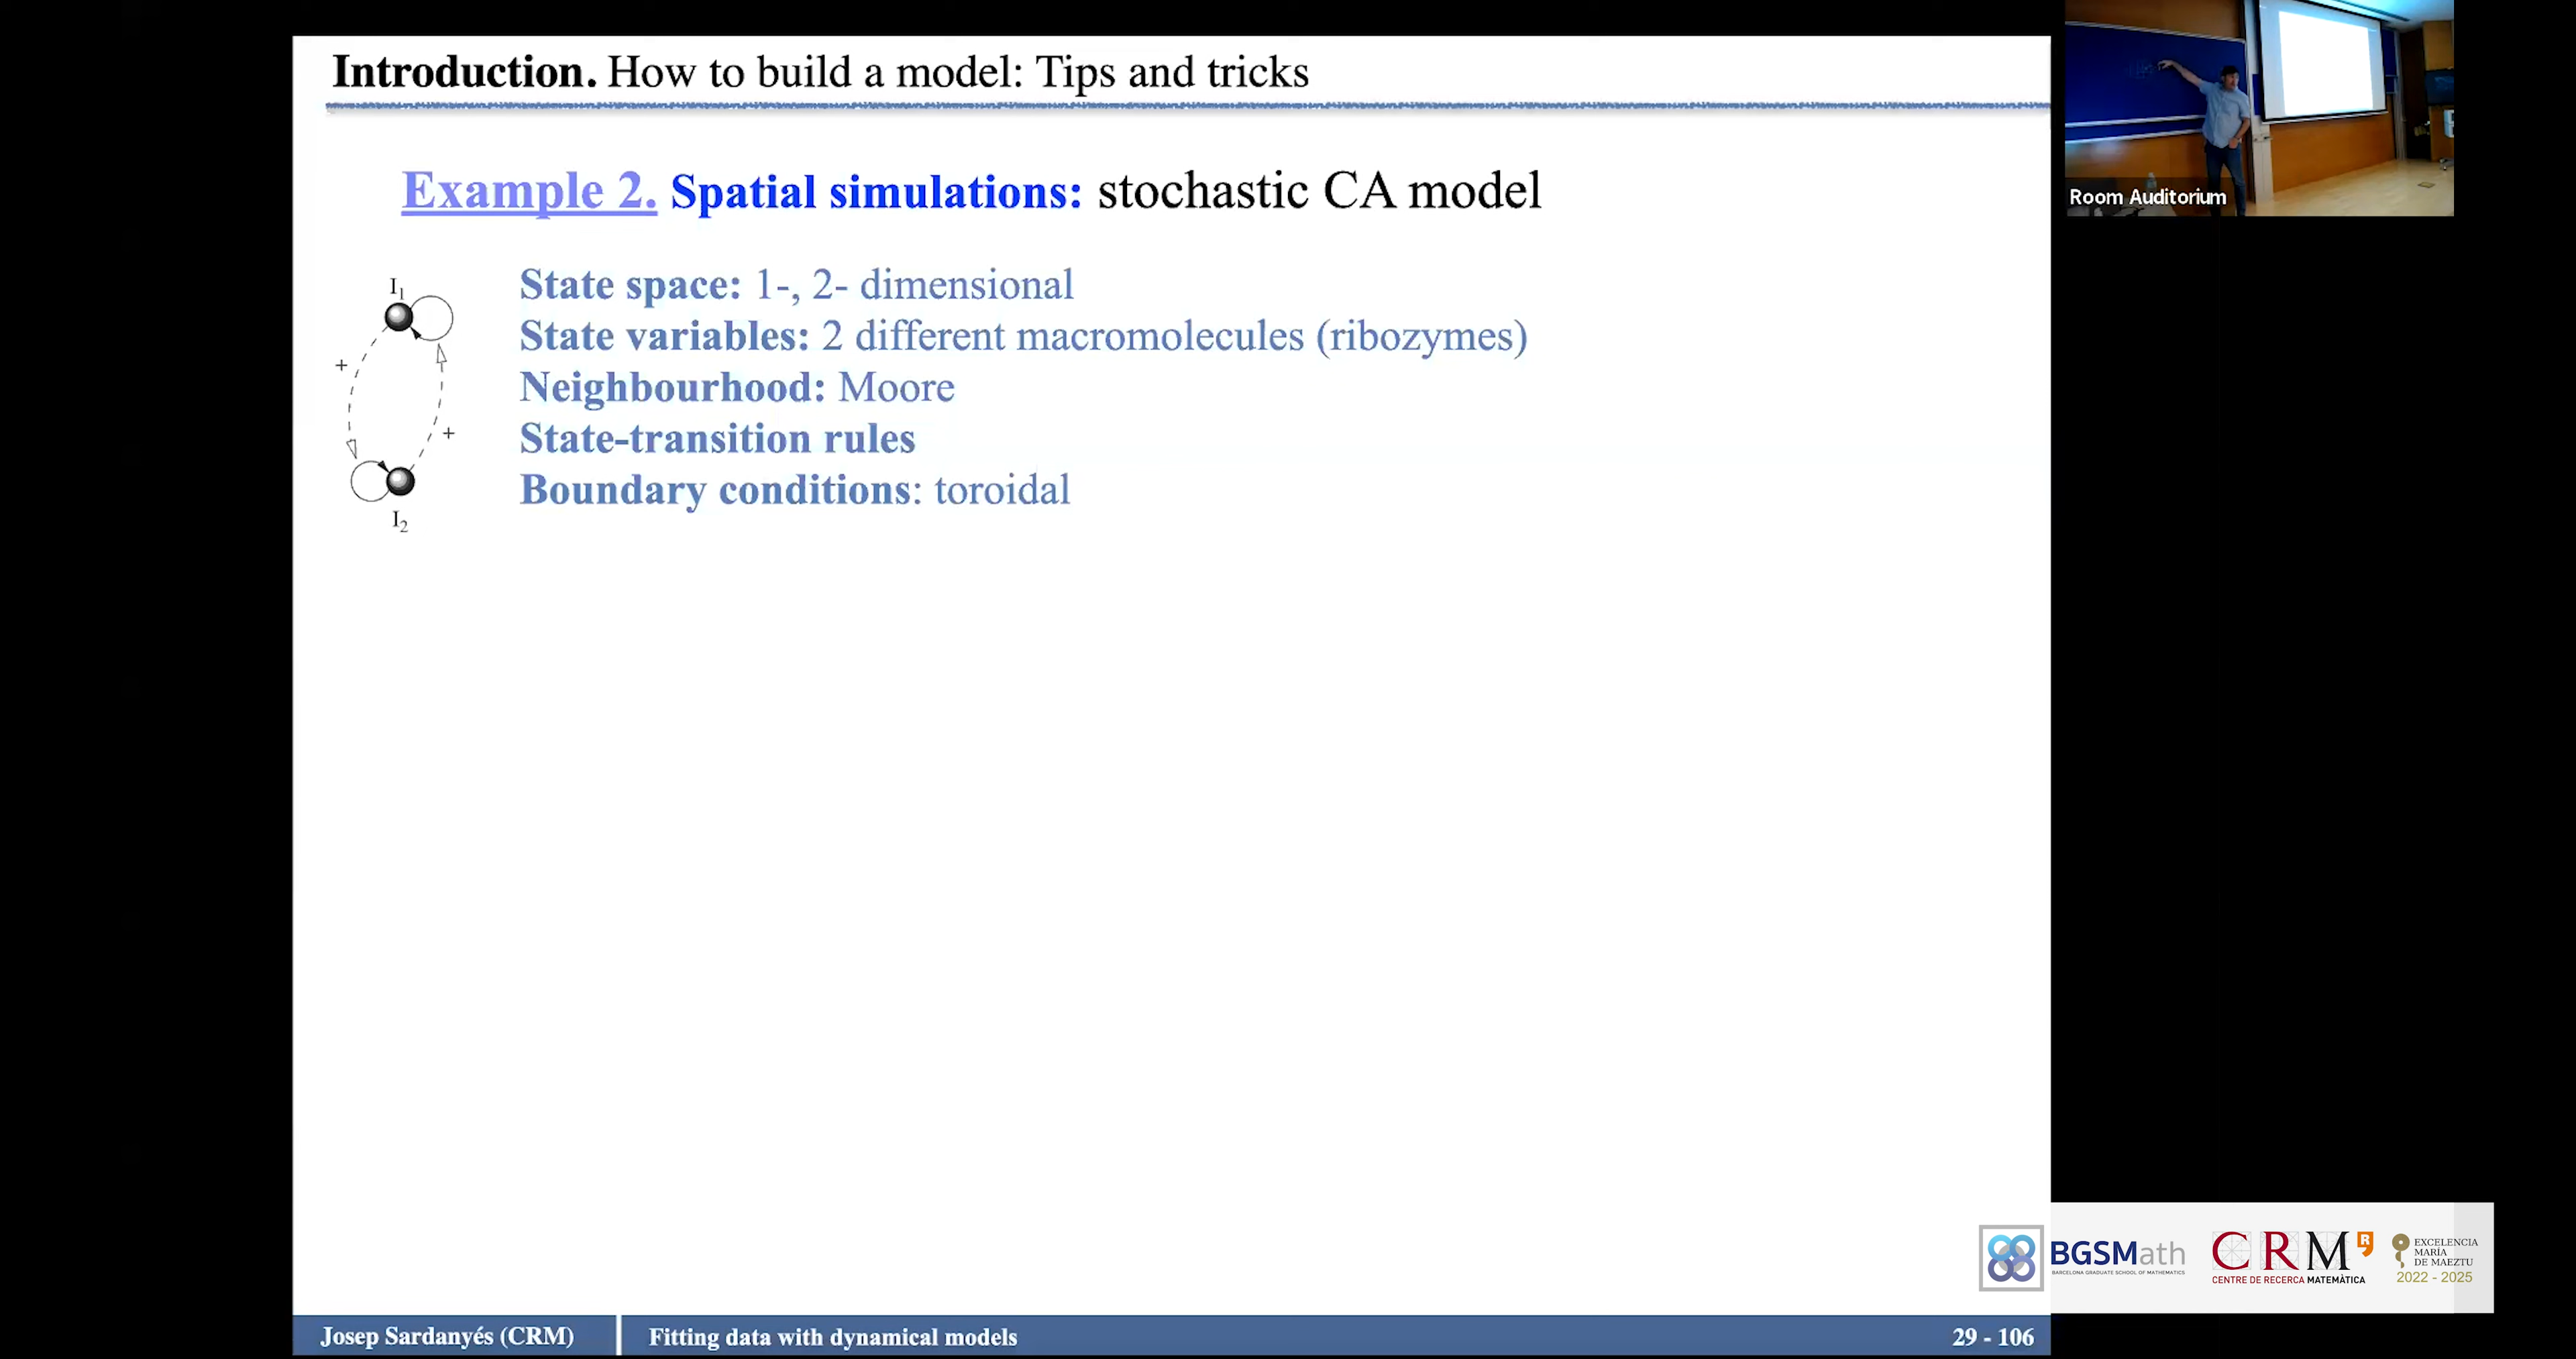 Introduction. How to build a model: Tips and tricks
Example 2. Spatial simulations: stochastic CA model
I1
+
+
I2
State space: 1-, 2- dimensional
State variables: 2 different macromolecules (ribozymes)
Neighbourhood: Moore
State-transition rules
Boundary conditions: toroidal
Room Auditorium
BGSMath
BARCELONA GRADUATE SCHOOL OF MATHEMATICS
CRMR
CENTRE DE RECERCA MATEMÀTICA
EXCELENCIA
MARÍA
DE MAEZTU
2022 - 2025
Josep Sardanyés (CRM)
Fitting data with dynamical models
29 - 106